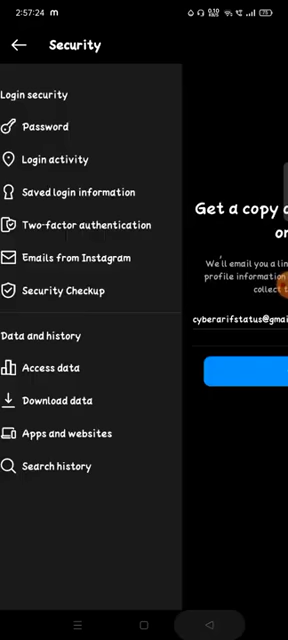 2:57:24 m
Security
Login security
Password
Login activity
Saved login information
Two-factor authentication
Emails from Instagram
Security Checkup
Data and history
Access data
Download data
Apps and websites
Search history
Get a copy
or
We'll email you a lin
profile information
collect t
cyberarifstatus@gmai